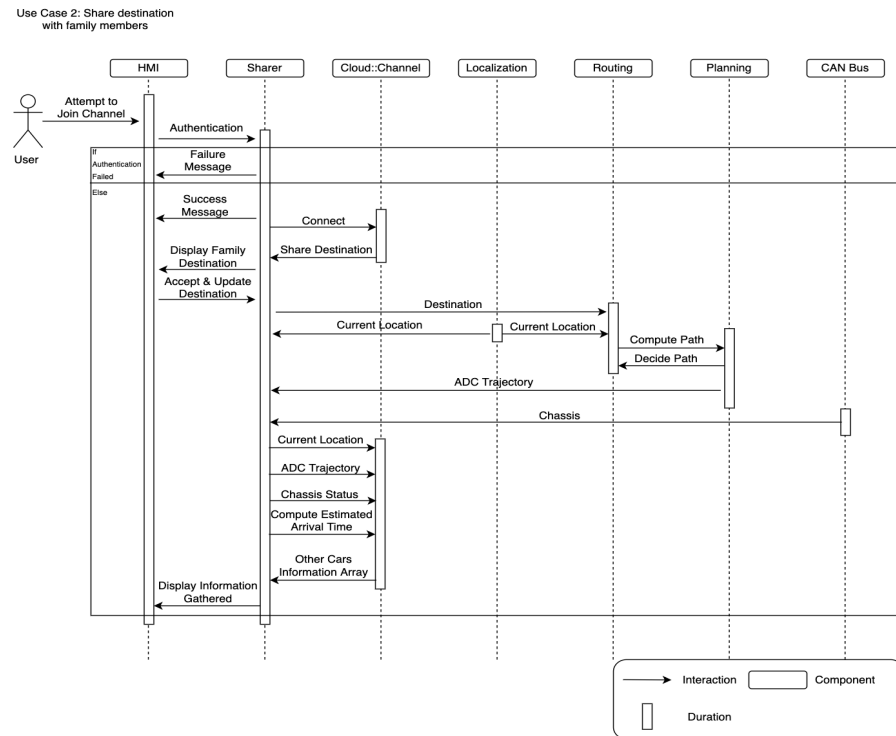 Use Case 2: Share destination
with family members
HMI
Sharer
Cloud::Channel
Localization
Routing
Planning
CAN Bus
User
Attempt to
Join Channel
Authentication
If
Authentication
Failed
Failure
Message
Else
Success
Message
Connect
Share Destination
Display Family
Destination
Accept & Update
Destination
Destination
Current Location
Current Location
Compute Path
Decide Path
ADC Trajectory
Chassis
Current Location
ADC Trajectory
Chassis Status
Compute Estimated
Arrival Time
Other Cars
Information Array
Display Information
Gathered
Interaction
Component
Duration